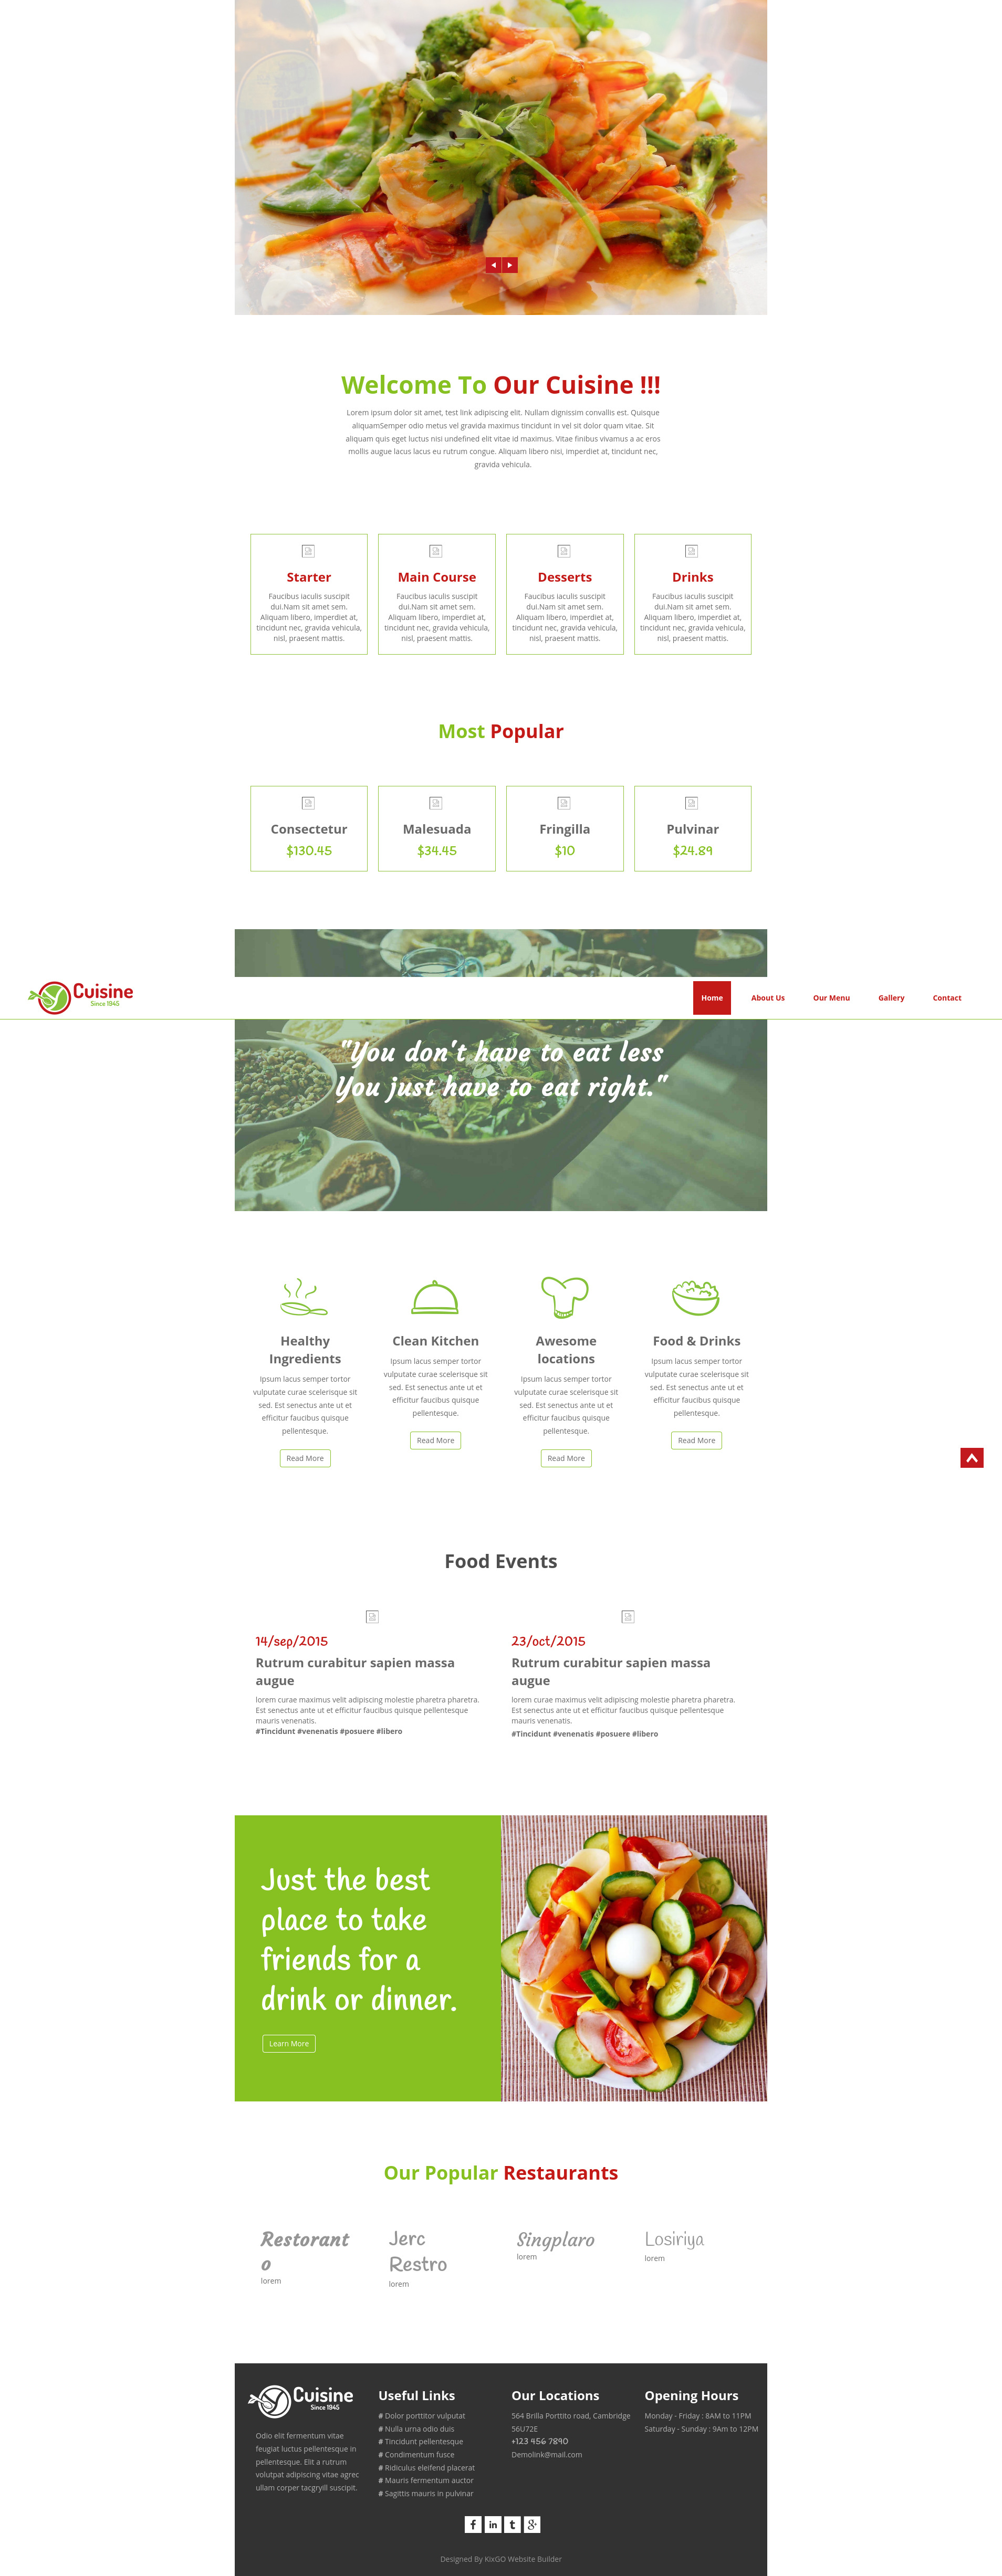 Welcome To Our Cuisine !!!
Lorem ipsum dolor sit amet, test link adipiscing elit. Nullam dignissim convallis est. Quisque
aliquamSemper odio metus vel gravida maximus tincidunt in vel sit dolor quam vitae. Sit
aliquam quis eget luctus nisi undefined elit vitae id maximus. Vitae finibus vivamus a ac eros
mollis augue lacus lacus eu rutrum congue. Aliquam libero nisi, imperdiet at, tincidunt nec,
gravida vehicula.
Starter
Faucibus iaculis suscipit
dui.Nam sit amet sem.
Aliquam libero, imperdiet at,
tincidunt nec, gravida vehicula,
nisl, praesent mattis.
Main Course
Faucibus iaculis suscipit
dui.Nam sit amet sem.
Aliquam libero, imperdiet at,
tincidunt nec, gravida vehicula,
nisl, praesent mattis.
Desserts
Faucibus iaculis suscipit
dui.Nam sit amet sem.
Aliquam libero, imperdiet at,
tincidunt nec, gravida vehicula,
nisl, praesent mattis.
Drinks
Faucibus iaculis suscipit
dui.Nam sit amet sem.
Aliquam libero, imperdiet at,
tincidunt nec, gravida vehicula,
nisl, praesent mattis.
Most Popular
Consectetur
$130.45
Malesuada
$34.45
Fringilla
$10
Pulvinar
$24.89
Cuisine
Since 1845
Home
About Us
Our Menu
Gallery
Contact
"You don't have to eat less
You just have to eat right."
Healthy
Ingredients
Ipsum lacus semper tortor
vulputate curae scelerisque sit
sed. Est senectus ante ut et
efficitur faucibus quisque
pellentesque.
Read More
Clean Kitchen
Ipsum lacus semper tortor
vulputate curae scelerisque sit
sed. Est senectus ante ut et
efficitur faucibus quisque
pellentesque.
Read More
Awesome
locations
Ipsum lacus semper tortor
vulputate curae scelerisque sit
sed. Est senectus ante ut et
efficitur faucibus quisque
pellentesque.
Read More
Food & Drinks
Ipsum lacus semper tortor
vulputate curae scelerisque sit
sed. Est senectus ante ut et
efficitur faucibus quisque
pellentesque.
Read More
Food Events
14/sep/2015
Rutrum curabitur sapien massa
augue
lorem curae maximus velit adipiscing molestie pharetra pharetra.
Est senectus ante ut et efficitur faucibus quisque pellentesque
mauris venenatis.
#Tincidunt #venenatis #posuere #libero
23/oct/2015
Rutrum curabitur sapien massa
augue
lorem curae maximus velit adipiscing molestie pharetra pharetra.
Est senectus ante ut et efficitur faucibus quisque pellentesque
mauris venenatis.
#Tincidunt #venenatis #posuere #libero
Just the best
place to take
friends for a
drink or dinner.
Learn More
Our Popular Restaurants
Restorant
o
lorem
Jerc
Restro
lorem
Singplaro
lorem
Losiriya
lorem
Cuisine
Since 1845
Odio elit fermentum vitae
feugiat luctus pellentesque in
pellentesque. Elit a rutrum
volutpat adipiscing vitae agrec
ullam corper tacgryill suscipit.
Useful Links
# Dolor porttitor vulputat
# Nulla urna odio duis
# Tincidunt pellentesque
# Condimentum fusce
# Ridiculus eleifend placerat
# Mauris fermentum auctor
# Sagittis mauris in pulvinar
Our Locations
564 Brilla Porttito road, Cambridge
56U72E
+123 456 7890
Demolink@mail.com
Opening Hours
Monday - Friday : 8AM to 11PM
Saturday - Sunday : 9Am to 12PM
Designed By KixGO Website Builder